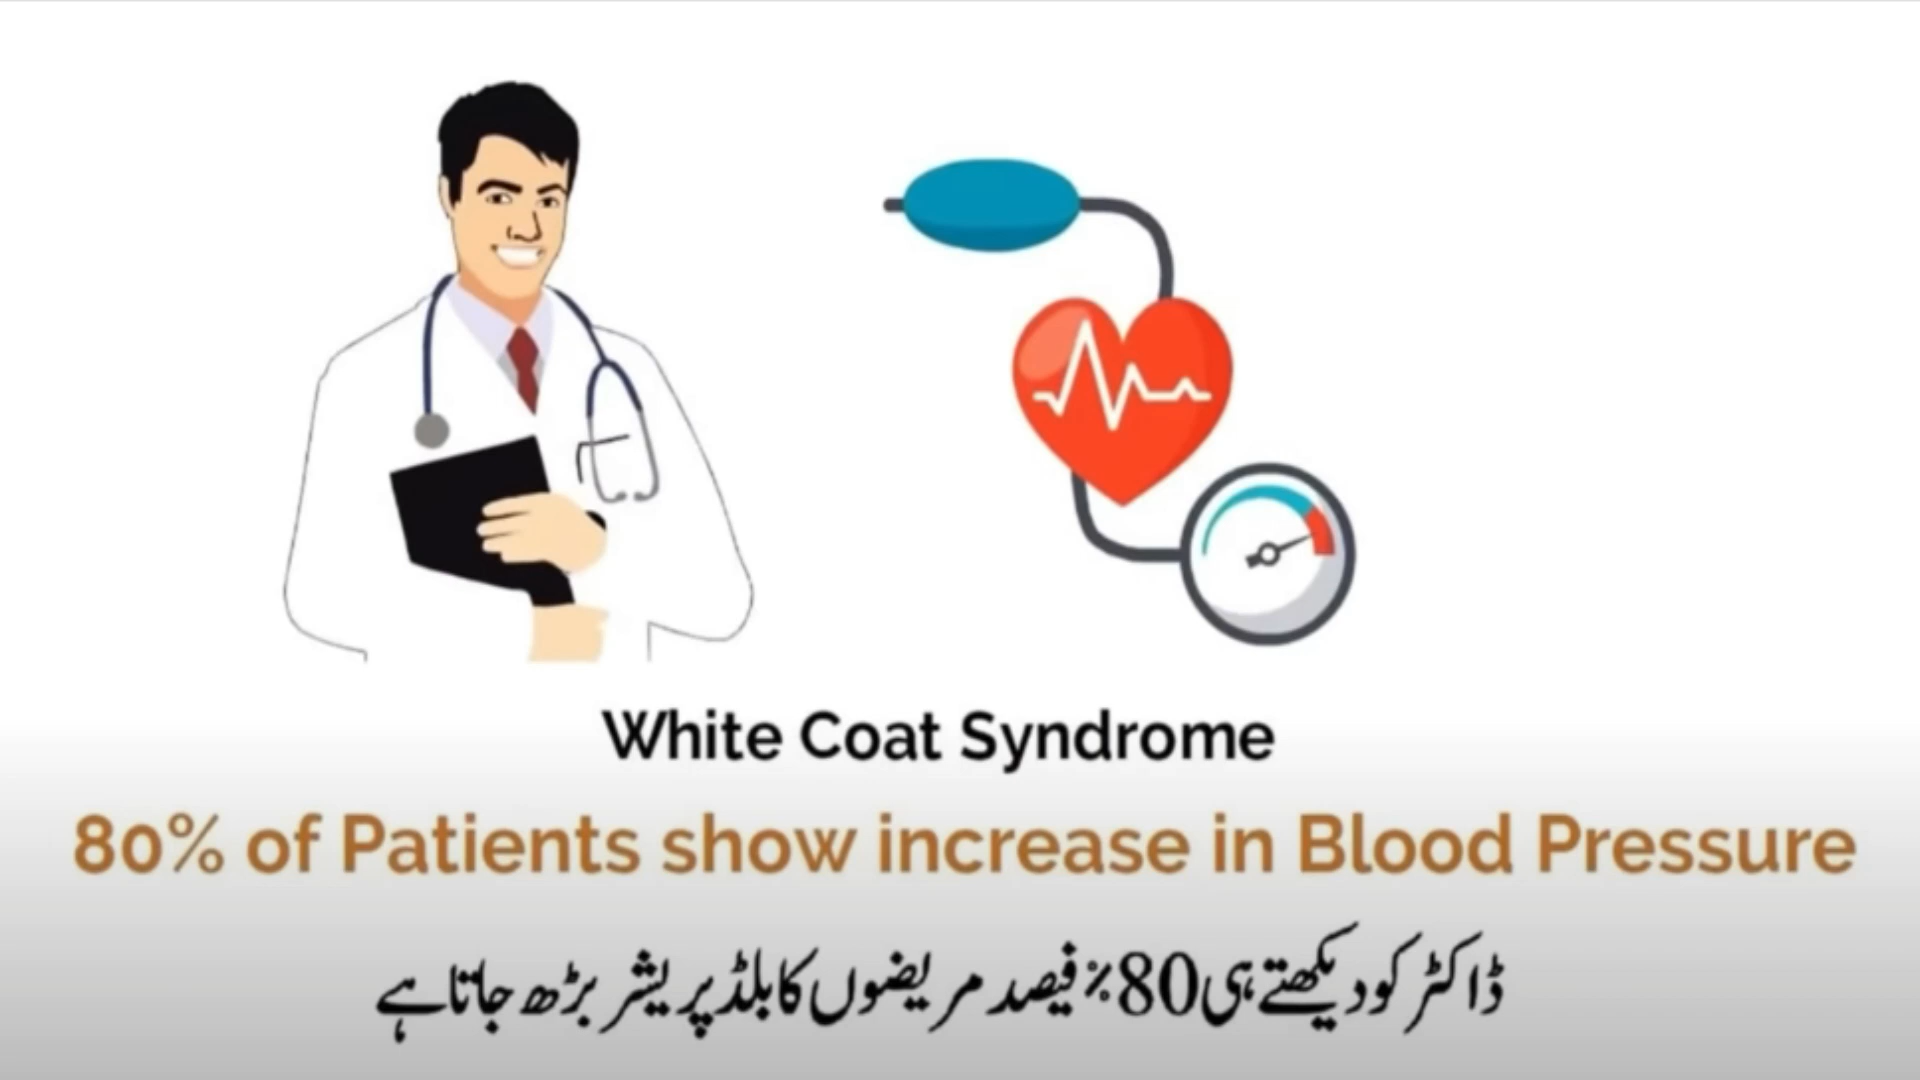 White Coat Syndrome
80% of Patients show increase in Blood Pressure
ڈاکٹر کو دیکھتے ہی 80% فیصد مریضوں کا بلڈ پریشر بڑھ جاتا ہے